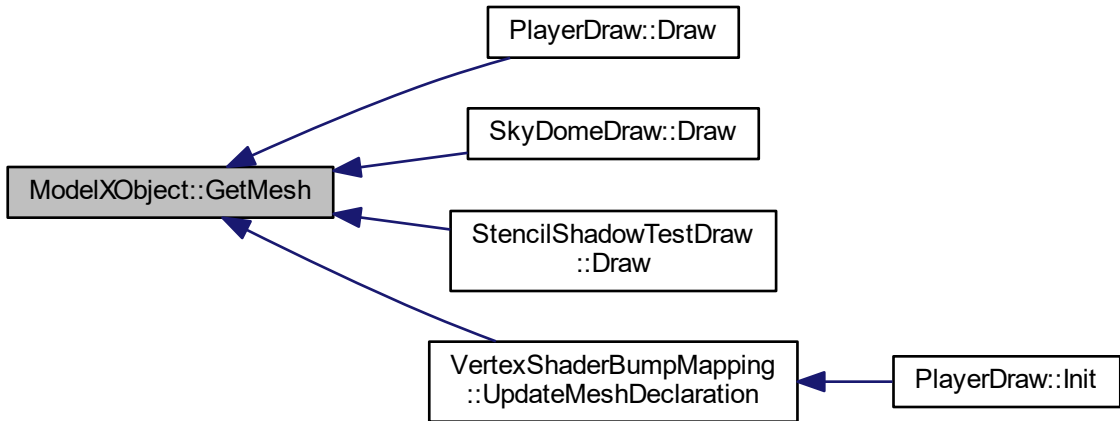 PlayerDraw::Draw
SkyDomeDraw::Draw
ModelXObject::GetMesh
StencilShadowTestDraw
::Draw
VertexShaderBumpMapping
::UpdateMeshDeclaration
PlayerDraw::Init